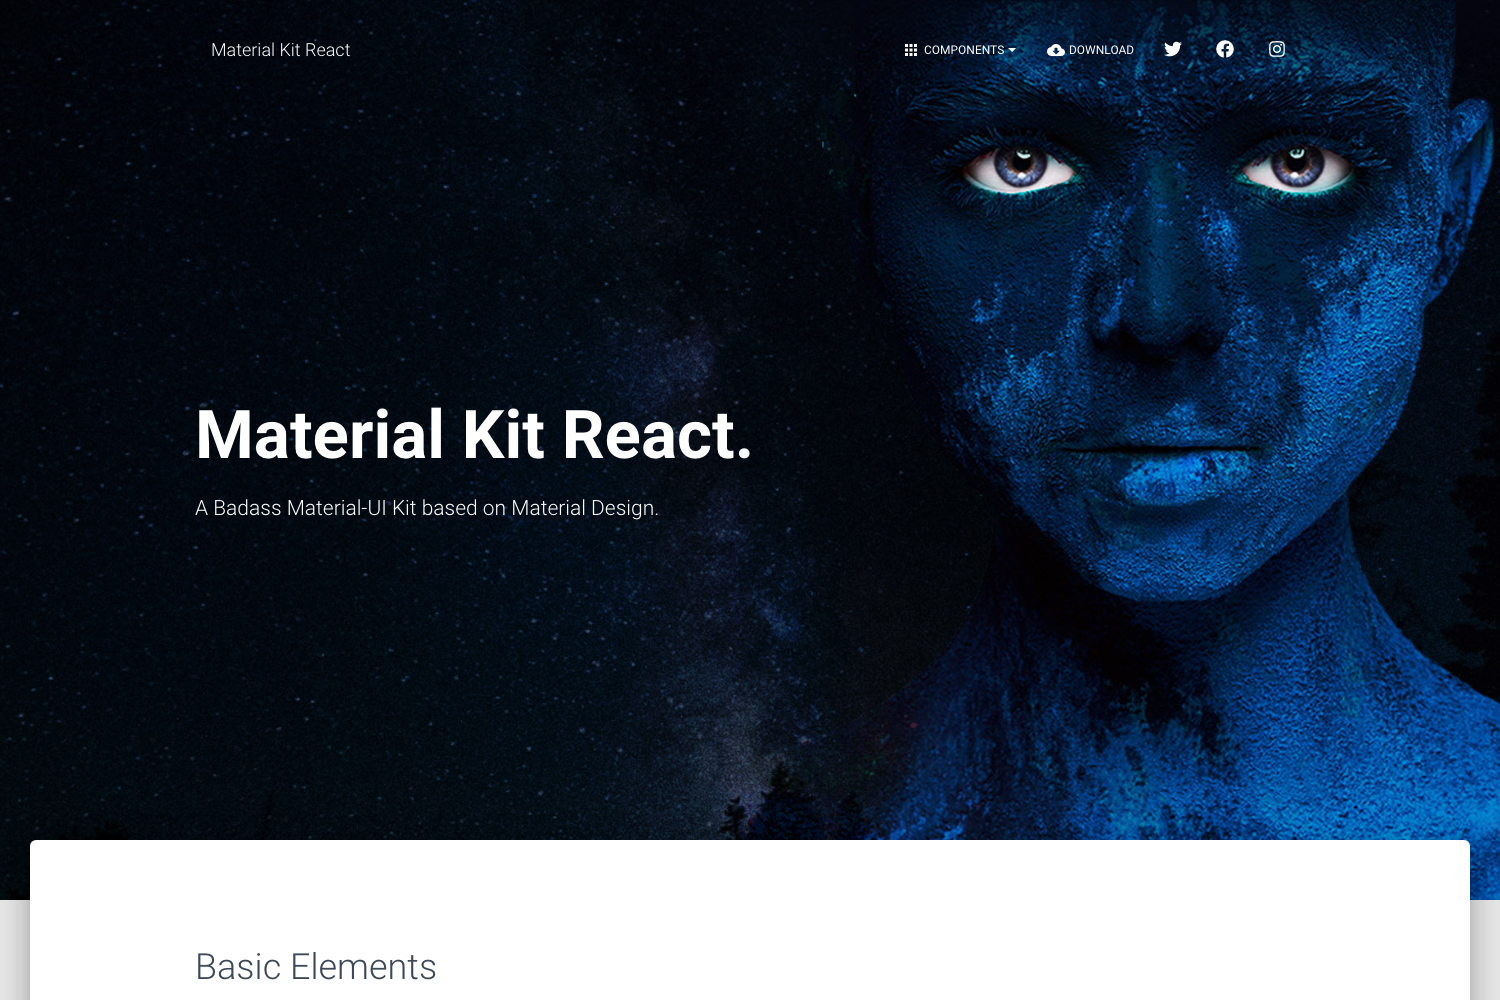 Material Kit React
COMPONENTS
DOWNLOAD
Material Kit React.
A Badass Material-UI Kit based on Material Design.
Basic Elements